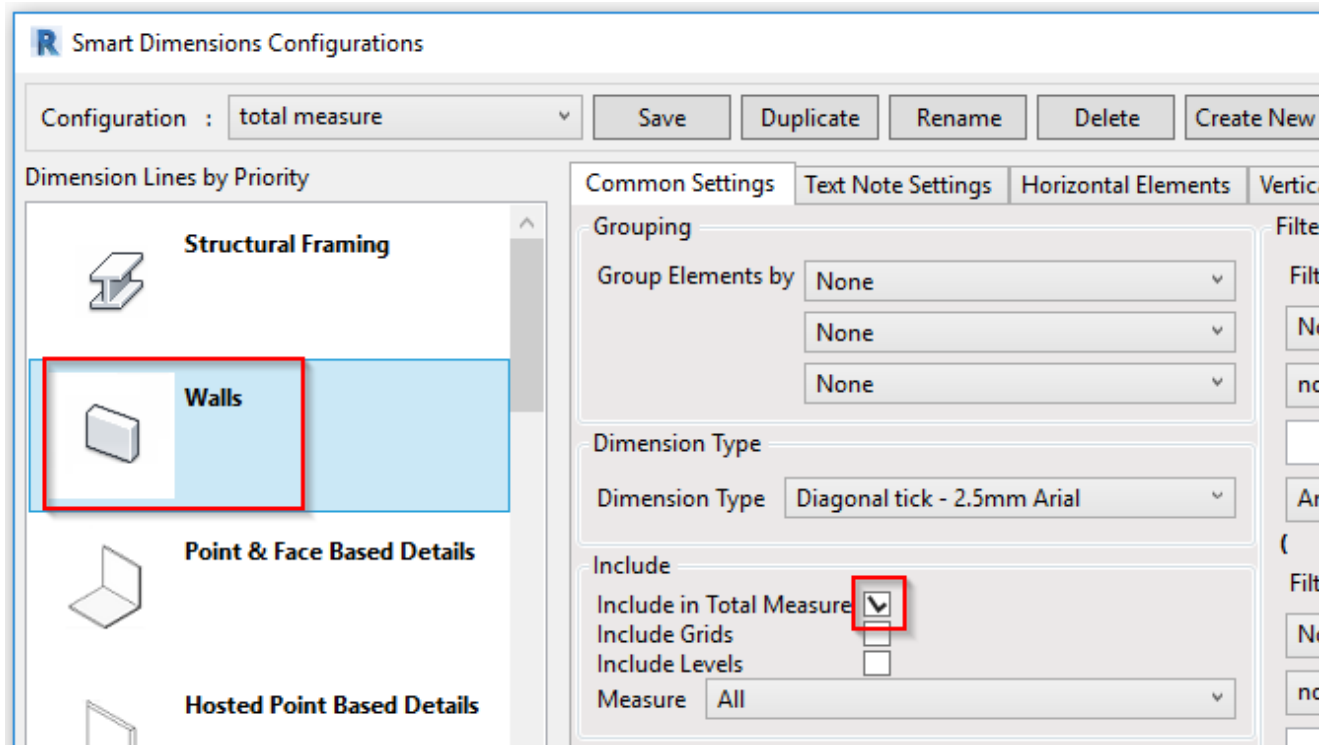 Smart Dimensions Configurations
Configuration : total measure Save Duplicate Rename Delete Create New
Dimension Lines by Priority
Structural Framing
Walls
Point & Face Based Details
Hosted Point Based Details
Common Settings Text Note Settings Horizontal Elements
Grouping
Group Elements by None
None
None
Dimension Type
Dimension Type Diagonal tick - 2.5mm Arial
Include
Include in Total Measure
Include Grids
Include Levels
Measure All
(